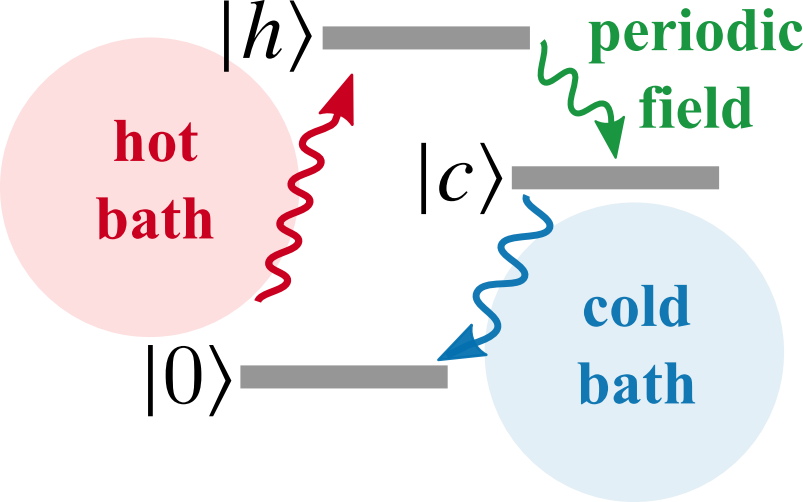 |h⟩
periodic
field
hot
bath
|c⟩
cold
bath
|0⟩